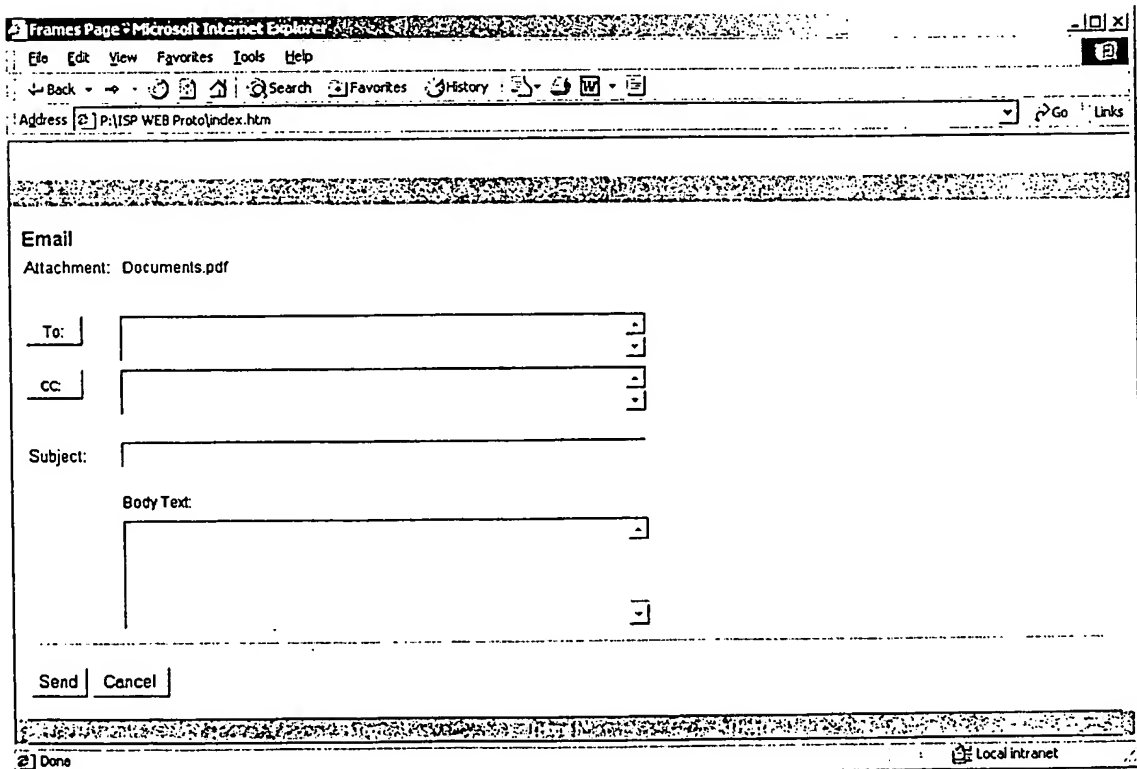 Frames Page - Microsoft Internet Explorer
File Edit View Favorites Tools Help
Back Search Favorites History
Address P:\ISP WEB Proto\index.htm Go Links
Email
Attachment: Documents.pdf
To:
CC:
Subject:
Body Text:
Send Cancel
Done Local intranet